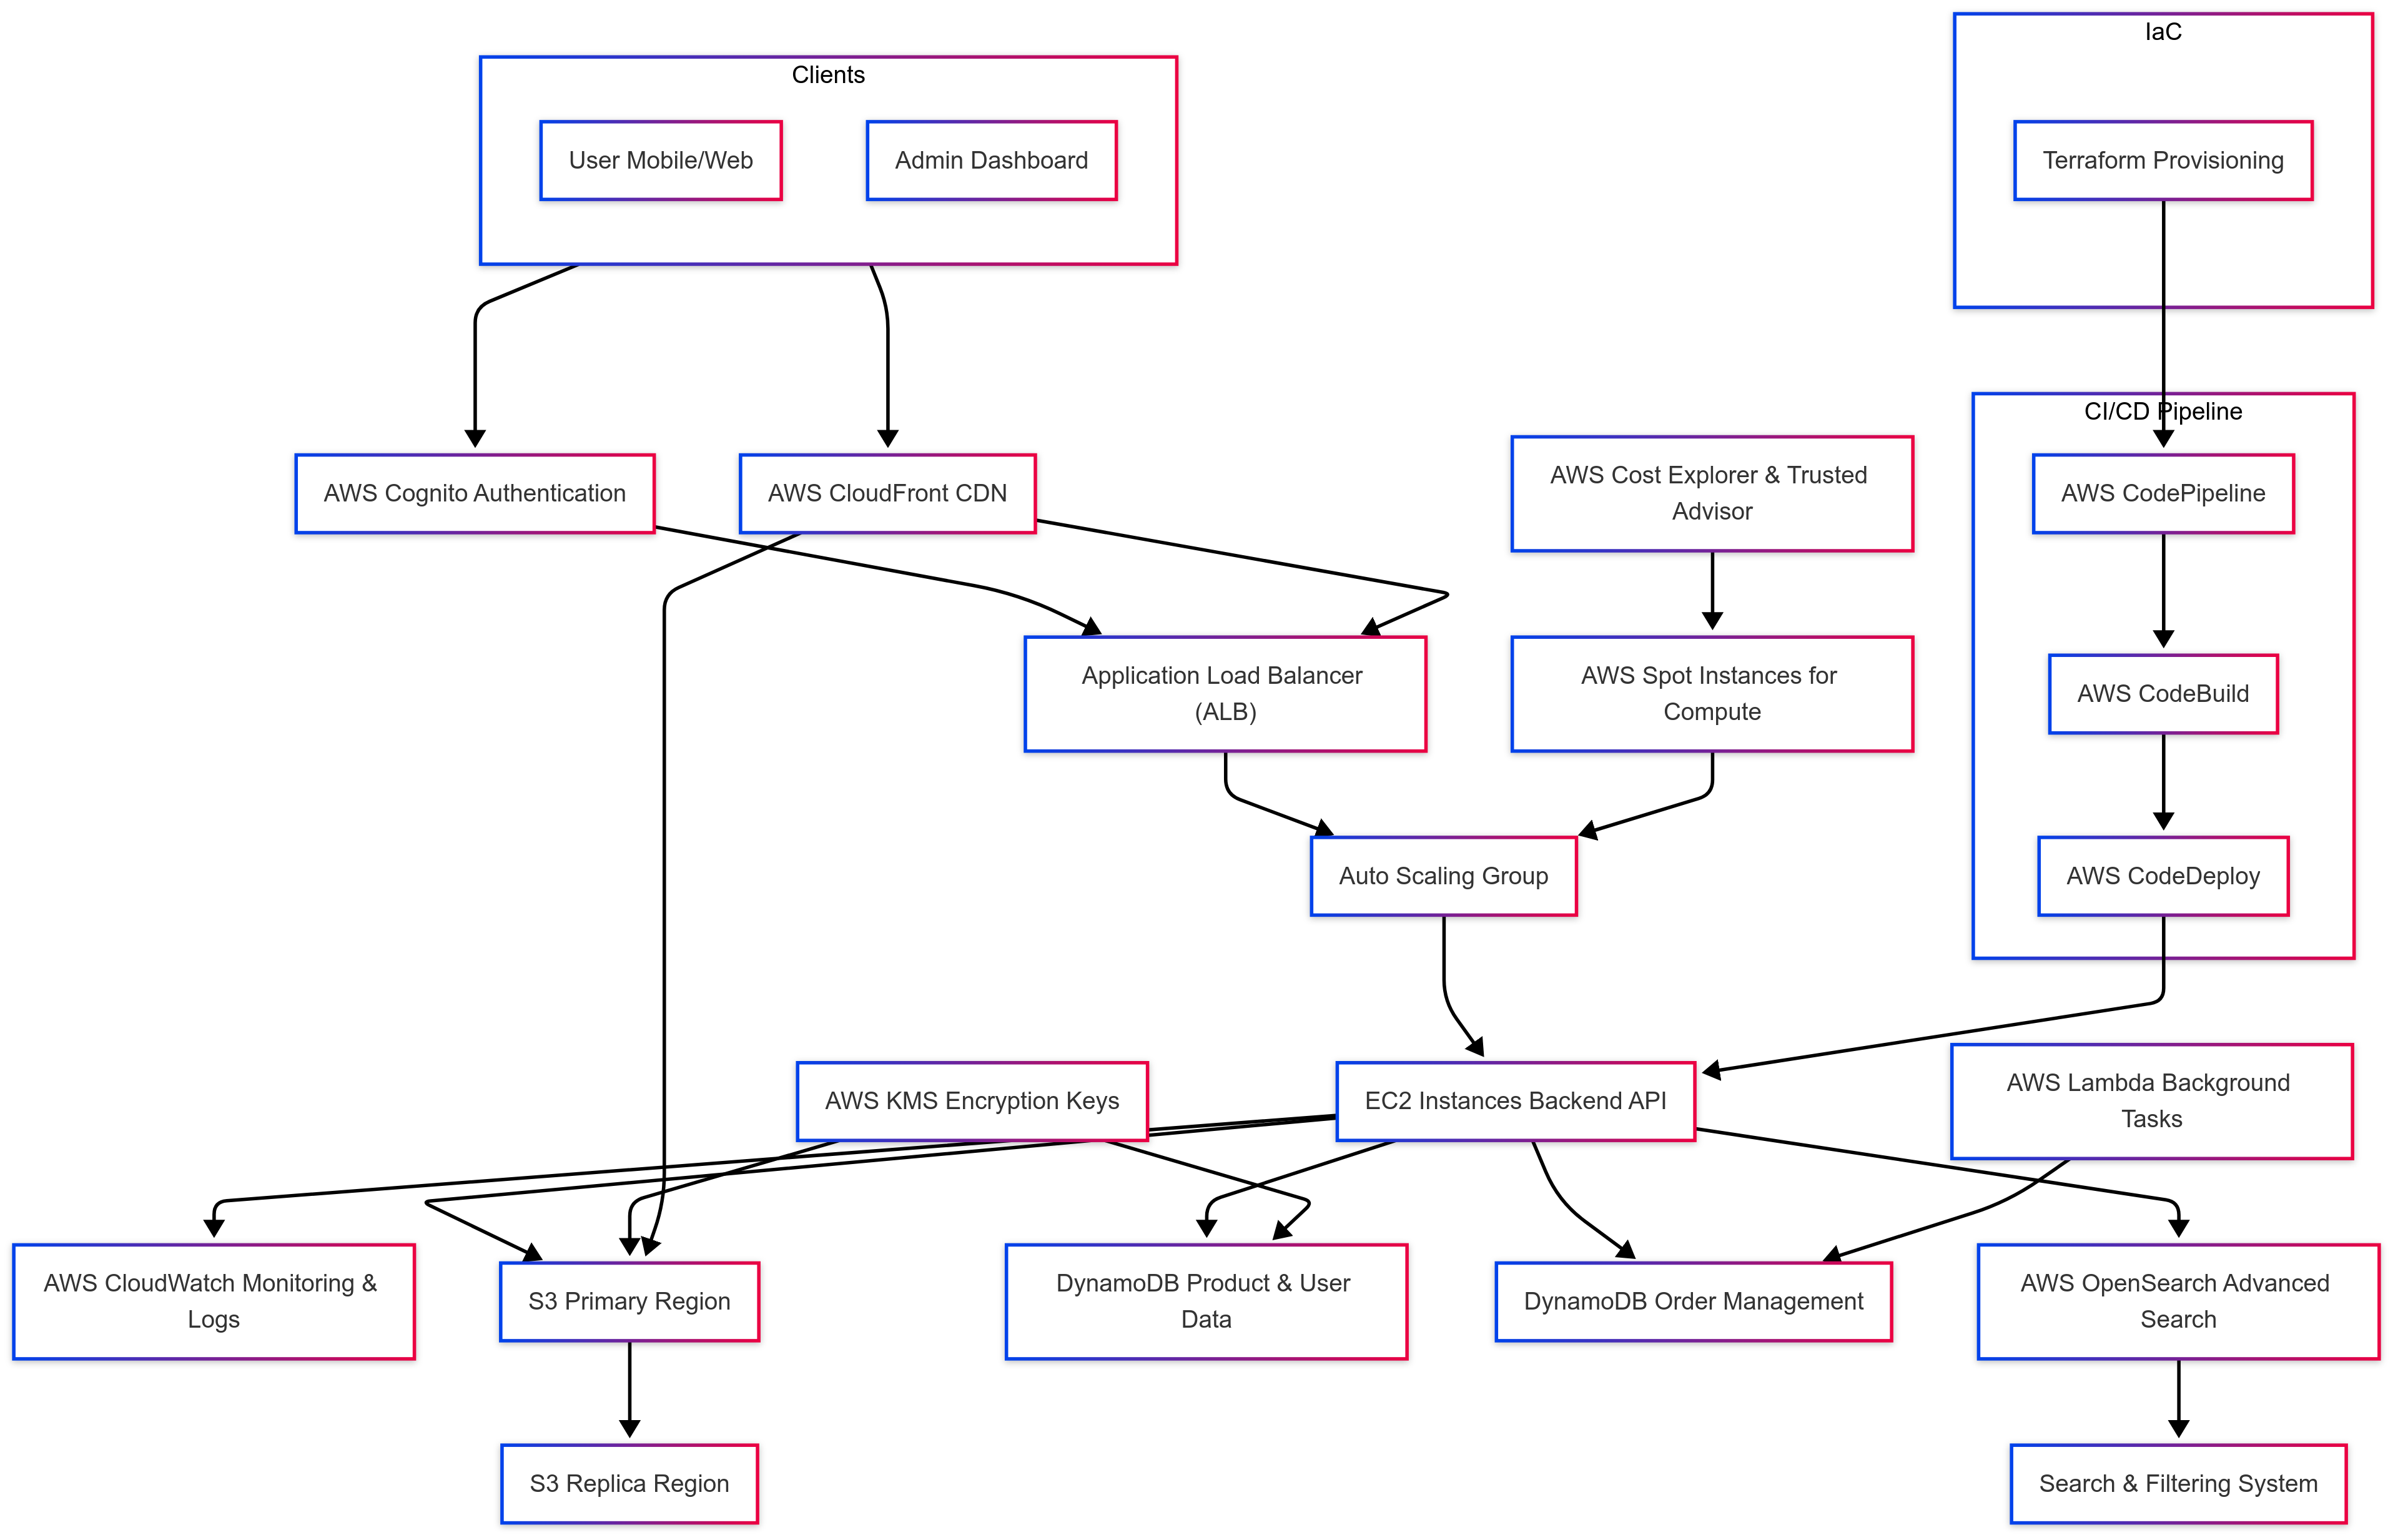 IaC
Clients
User Mobile/Web
Admin Dashboard
Terraform Provisioning
CI/CD Pipeline
AWS Cognito Authentication
AWS CloudFront CDN
AWS Cost Explorer & Trusted
Advisor
AWS CodePipeline
Application Load Balancer
(ALB)
AWS Spot Instances for
Compute
AWS CodeBuild
Auto Scaling Group
AWS CodeDeploy
AWS KMS Encryption Keys
EC2 Instances Backend API
AWS Lambda Background
Tasks
AWS CloudWatch Monitoring &
Logs
S3 Primary Region
DynamoDB Product & User
Data
DynamoDB Order Management
AWS OpenSearch Advanced
Search
S3 Replica Region
Search & Filtering System